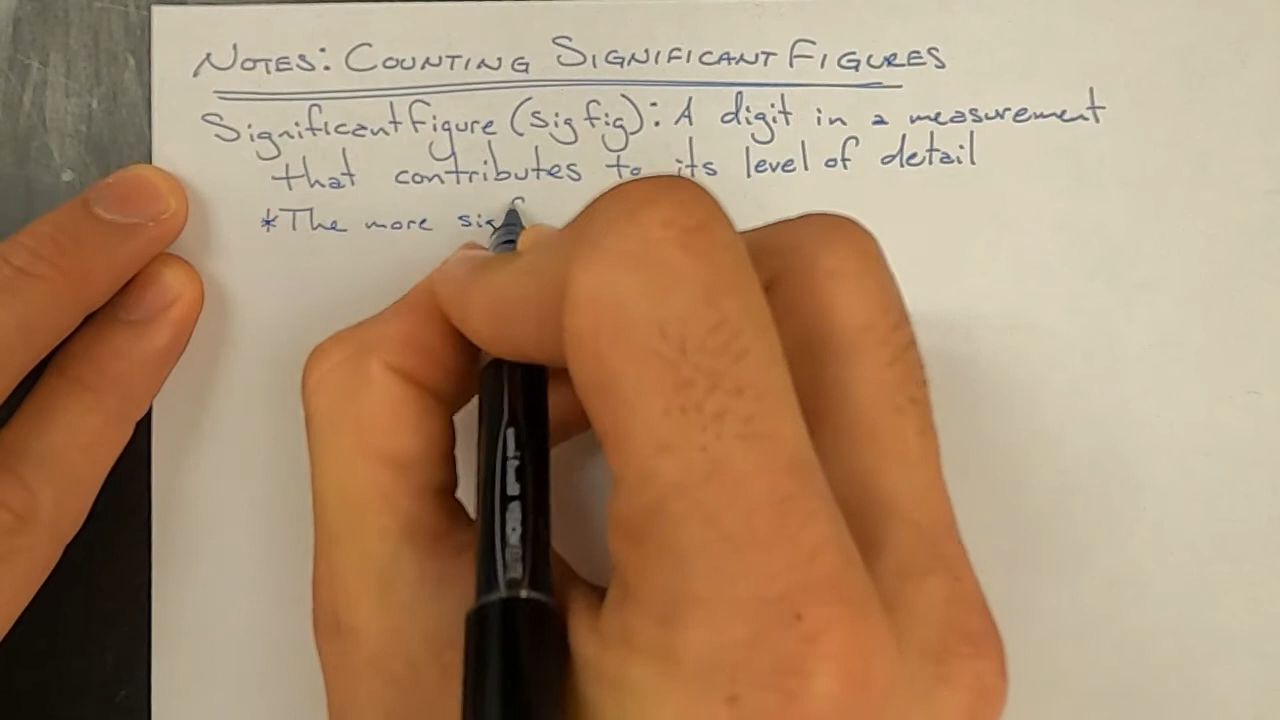 NOTES: COUNTING SIGNIFICANT FIGURES
Significant Figure (sig fig): A digit in a measurement
that contributes to its level of detail
*The more sig f